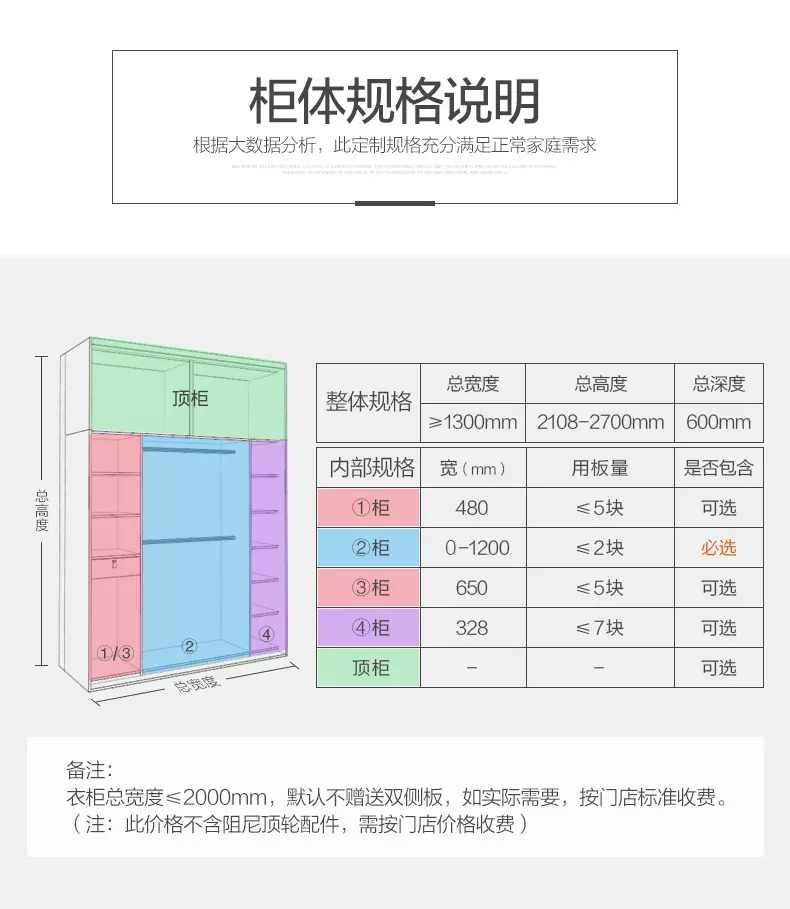 柜体规格说明
根据大数据分析，此定制规格充分满足正常家庭需求
顶柜
总高度
①/③
②
④
总宽度
整体规格 总宽度 总高度 总深度
≥1300mm 2108-2700mm 600mm
内部规格 宽（mm） 用板量 是否包含
①柜 480 ≤5块 可选
②柜 0-1200 ≤2块 必选
③柜 650 ≤5块 可选
④柜 328 ≤7块 可选
顶柜 - - 可选
备注：
衣柜总宽度≤2000mm，默认不赠送双侧板，如实际需要，按门店标准收费。
（注：此价格不含阻尼顶轮配件，需按门店价格收费）